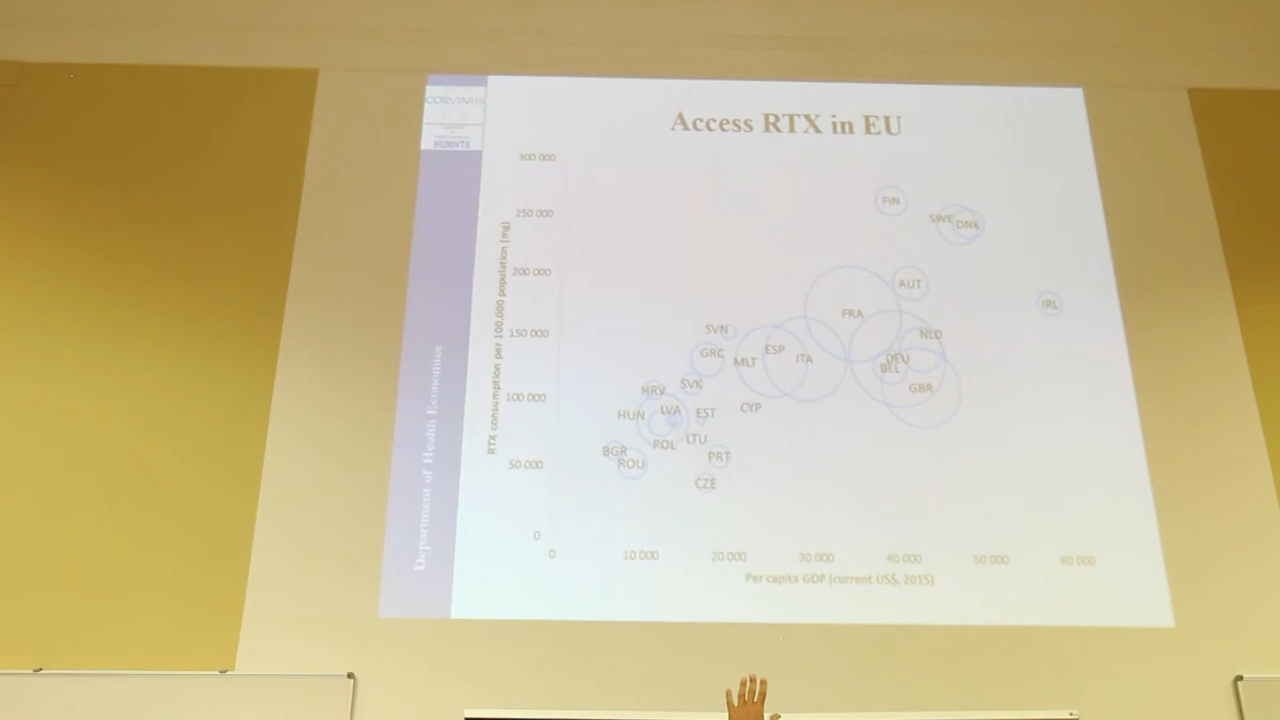 CORVINUS
HUNHTA
Department of Health Economics
Access RTX in EU
RTX consumption per 100,000 population (mg)
300 000
250 000
200 000
150 000
100 000
50 000
0
FIN
SWE
DNK
AUT
IRL
FRA
SVN
NLD
GRC
MLT
ESP
ITA
DEU
BEL
GBR
HRV
SVK
HUN
LVA
EST
CYP
POL
LTU
BGR
ROU
PRT
CZE
0
10 000
20 000
30 000
40 000
50 000
60 000
Per capita GDP (current US$, 2015)